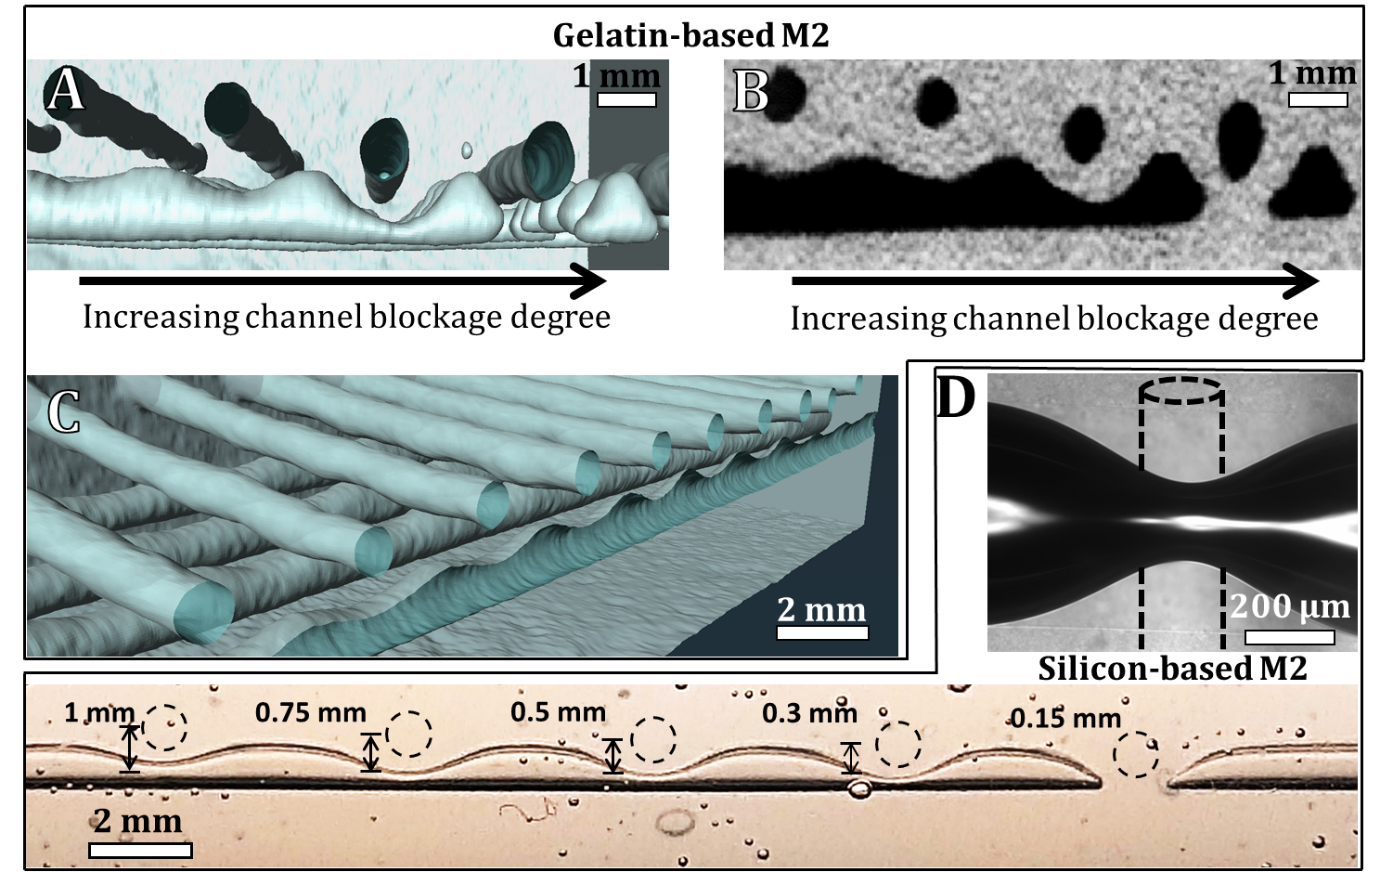 Gelatin-based M2
A
1 mm
B
1 mm
Increasing channel blockage degree
Increasing channel blockage degree
C
2 mm
D
200 µm
Silicon-based M2
1 mm
0.75 mm
0.5 mm
0.3 mm
0.15 mm
2 mm